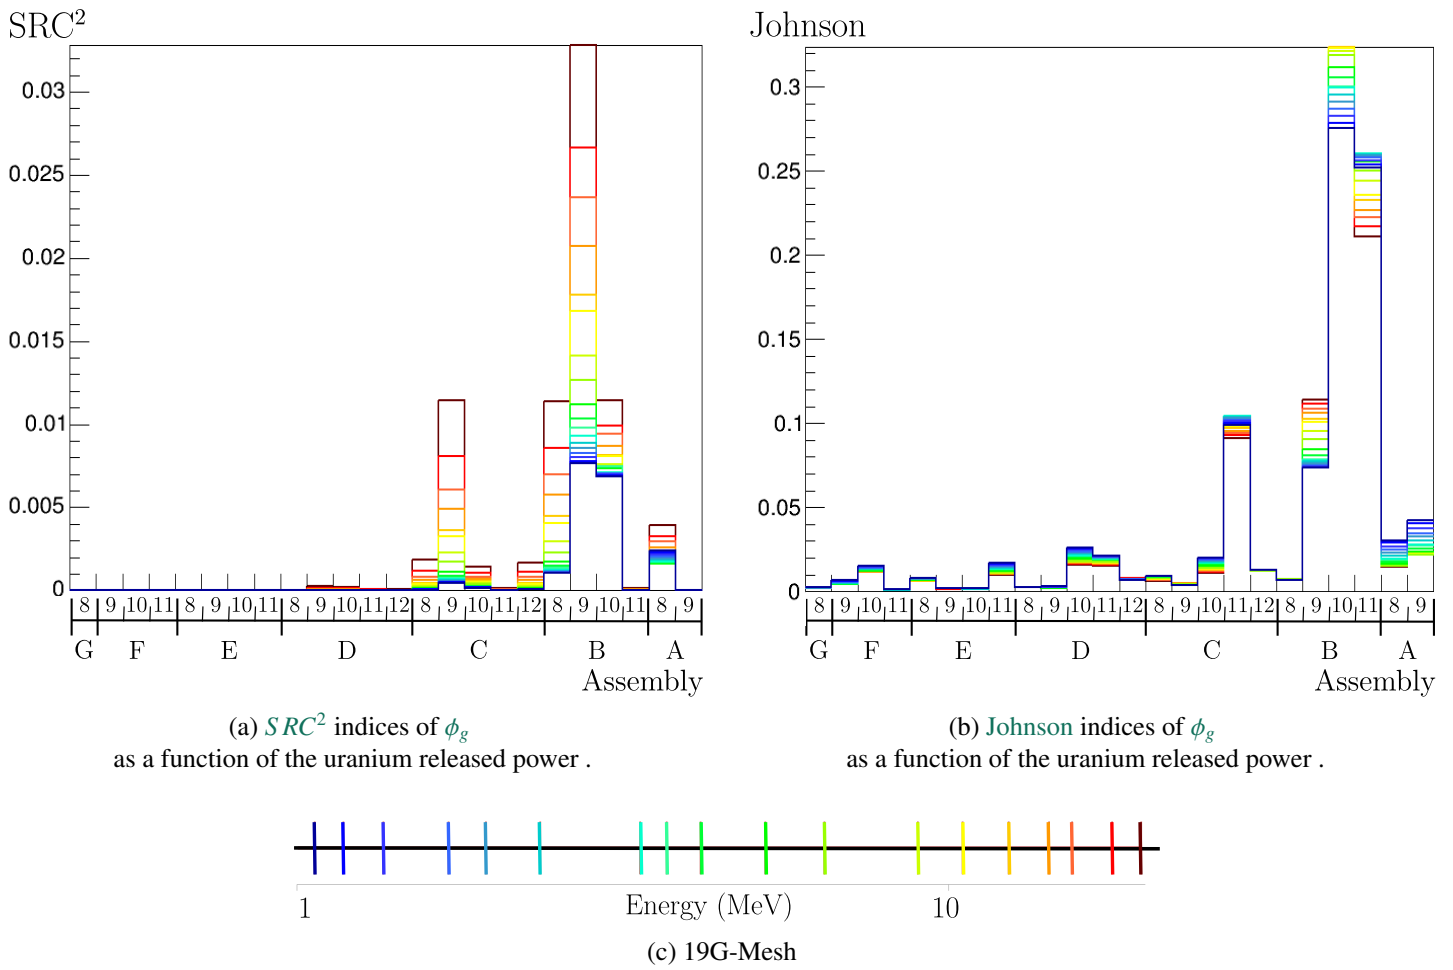 SRC²
0.03
0.025
0.02
0.015
0.01
0.005
0
8 9 10 11 8 9 10 11 8 9 10 11 12 8 9 10 11 12 8 9 10 11 8 9
G F E D C B A
Assembly
(a) SRC² indices of ϕg
as a function of the uranium released power .
Johnson
0.3
0.25
0.2
0.15
0.1
0.05
0
8 9 10 11 8 9 10 11 8 9 10 11 12 8 9 10 11 12 8 9 10 11 8 9
G F E D C B A
Assembly
(b) Johnson indices of ϕg
as a function of the uranium released power .
1 Energy (MeV) 10
(c) 19G-Mesh